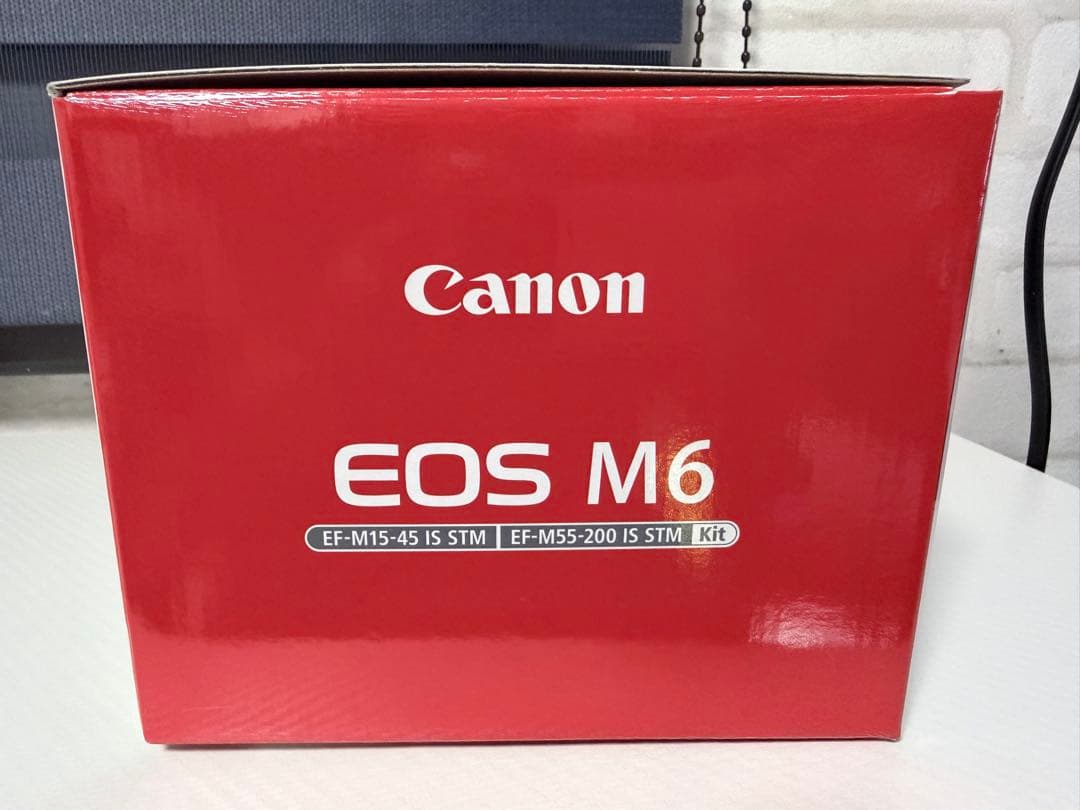 Canon
EOS M6
EF-M15-45 IS STM | EF-M55-200 IS STM Kit